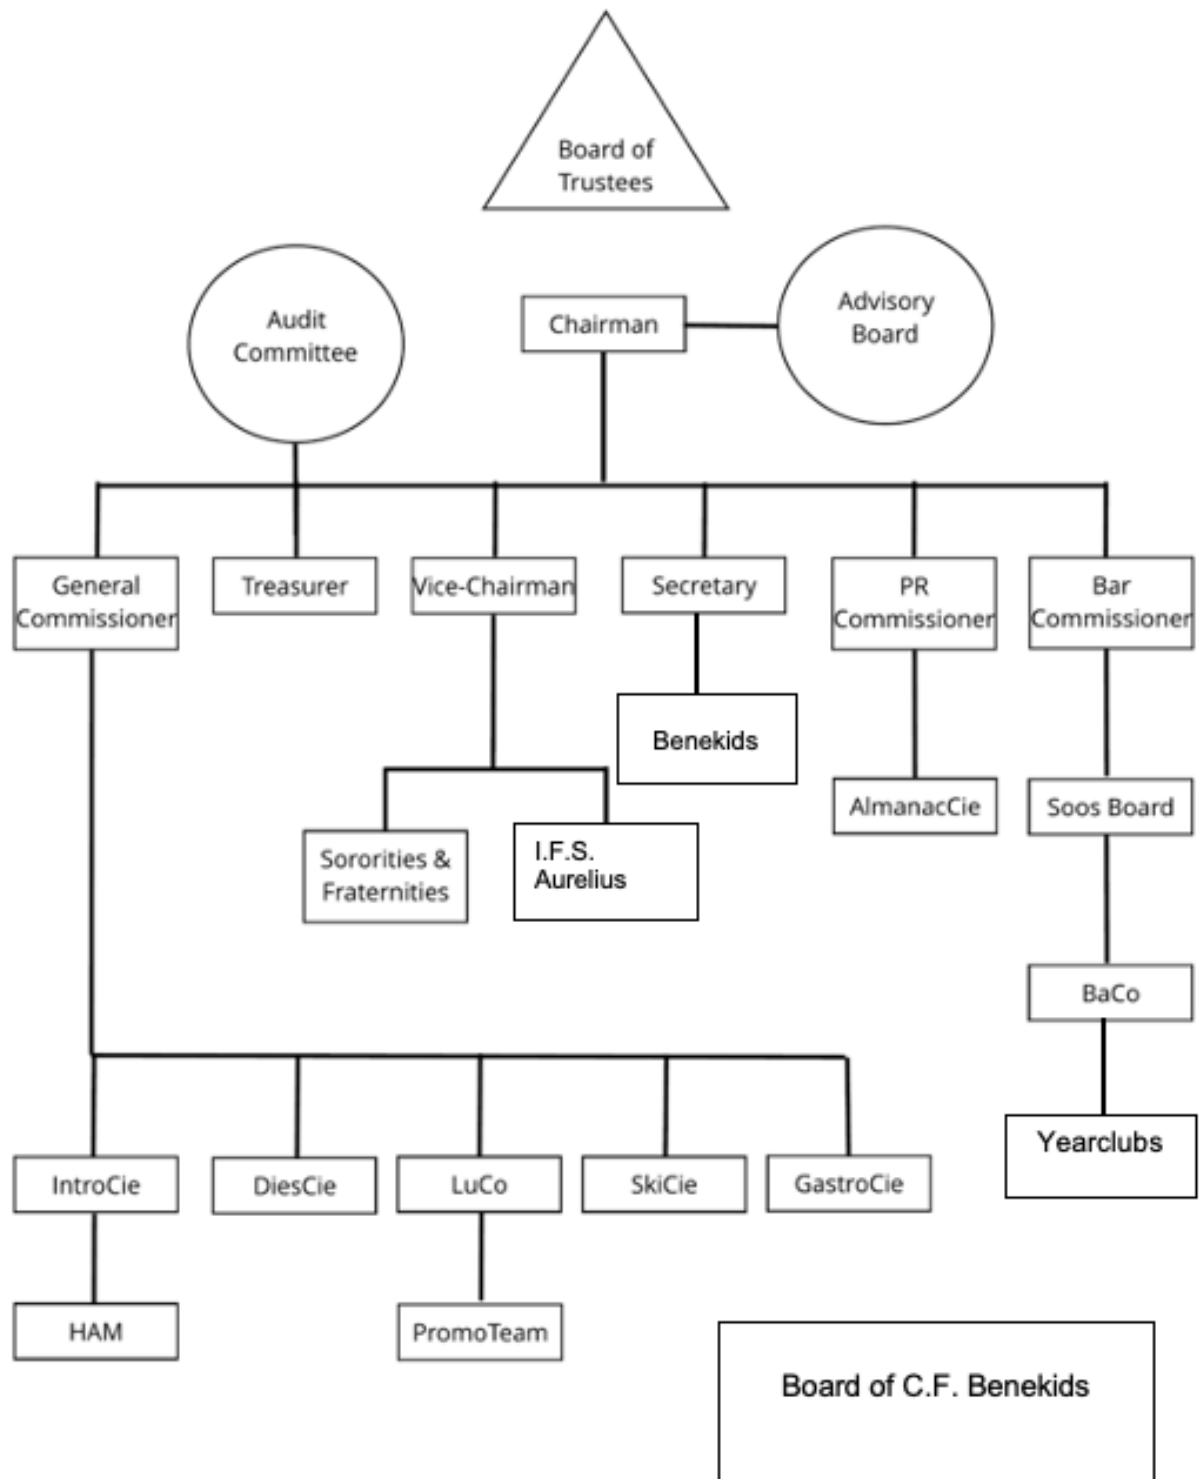 Board of
Trustees
Audit
Committee
Chairman
Advisory
Board
General
Commissioner
Treasurer
Vice-Chairman
Secretary
PR
Commissioner
Bar
Commissioner
Benekids
AlmanacCie
Soos Board
Sororities &
Fraternities
I.F.S.
Aurelius
BaCo
Yearclubs
IntroCie
DiesCie
LuCo
SkiCie
GastroCie
HAM
PromoTeam
Board of C.F. Benekids